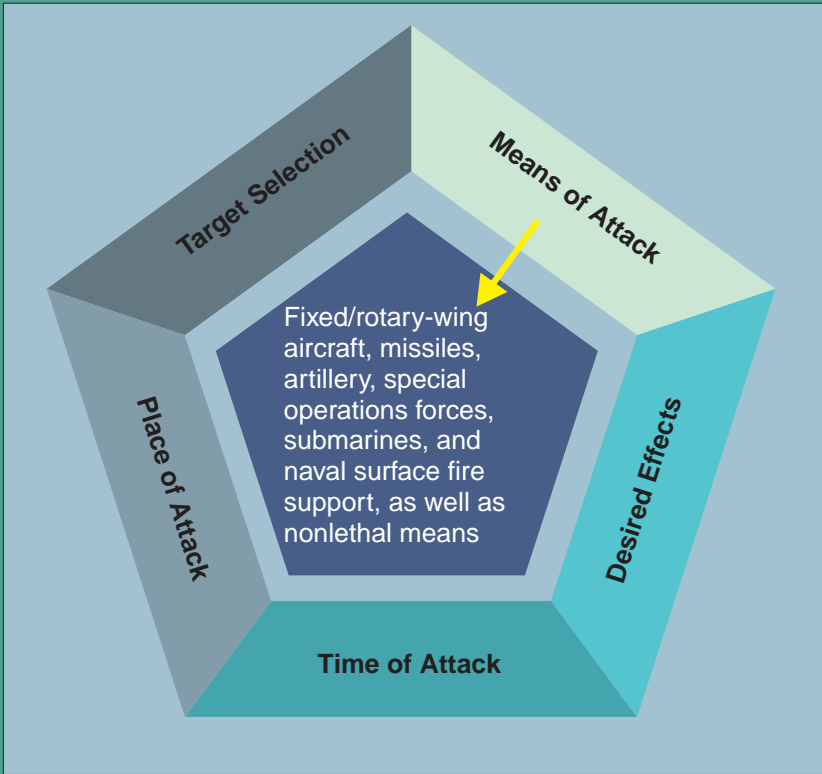 Target Selection
Means of Attack
Fixed/rotary-wing
aircraft, missiles,
artillery, special
operations forces,
submarines, and
naval surface fire
support, as well as
nonlethal means
Place of Attack
Desired Effects
Time of Attack